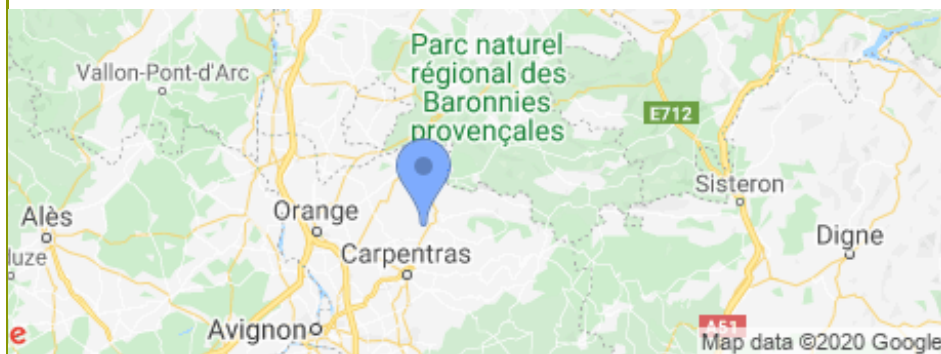 Parc naturel
régional des
Baronnies
provençales
Vallon-Pont-d'Arc
E712
Sisteron
Alès
Orange
Digne
luze
Carpentras
Avignon
A51
e
Map data ©2020 Google